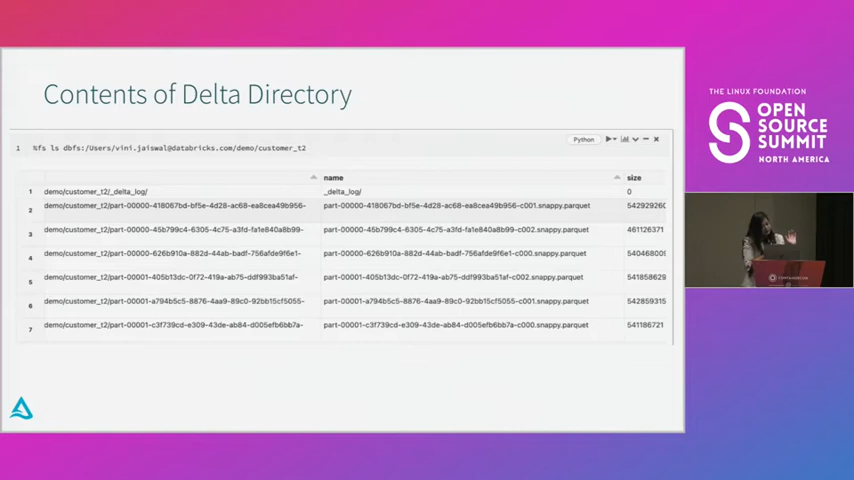 Contents of Delta Directory
THE LINUX FOUNDATION
OPEN
SOURCE
SUMMIT
NORTH AMERICA
Python
1 %fs ls dbfs:/Users/vini.jaiswal@databricks.com/demo/customer_t2
name size
1 demo/customer_t2/_delta_log/ _delta_log/ 0
2 demo/customer_t2/part-00000-418067bd-bf5e-4d28-ac68-ea8cea49b956- part-00000-418067bd-bf5e-4d28-ac68-ea8cea49b956-c001.snappy.parquet 542929260
3 demo/customer_t2/part-00000-45b799c4-6305-4c75-a3fd-fa1e840a8b99- part-00000-45b799c4-6305-4c75-a3fd-fa1e840a8b99-c002.snappy.parquet 461126371
4 demo/customer_t2/part-00000-626b910a-882d-44ab-badf-756afde9f6e1- part-00000-626b910a-882d-44ab-badf-756afde9f6e1-c000.snappy.parquet 540468009
5 demo/customer_t2/part-00001-405b13dc-0f72-419a-ab75-ddf993ba51af- part-00001-405b13dc-0f72-419a-ab75-ddf993ba51af-c002.snappy.parquet 541858629
6 demo/customer_t2/part-00001-a794b5c5-8876-4aa9-89c0-92bb15cf5055- part-00001-a794b5c5-8876-4aa9-89c0-92bb15cf5055-c001.snappy.parquet 542859315
7 demo/customer_t2/part-00001-c3f739cd-e309-43de-ab84-d005efb6bb7a- part-00001-c3f739cd-e309-43de-ab84-d005efb6bb7a-c000.snappy.parquet 541186721